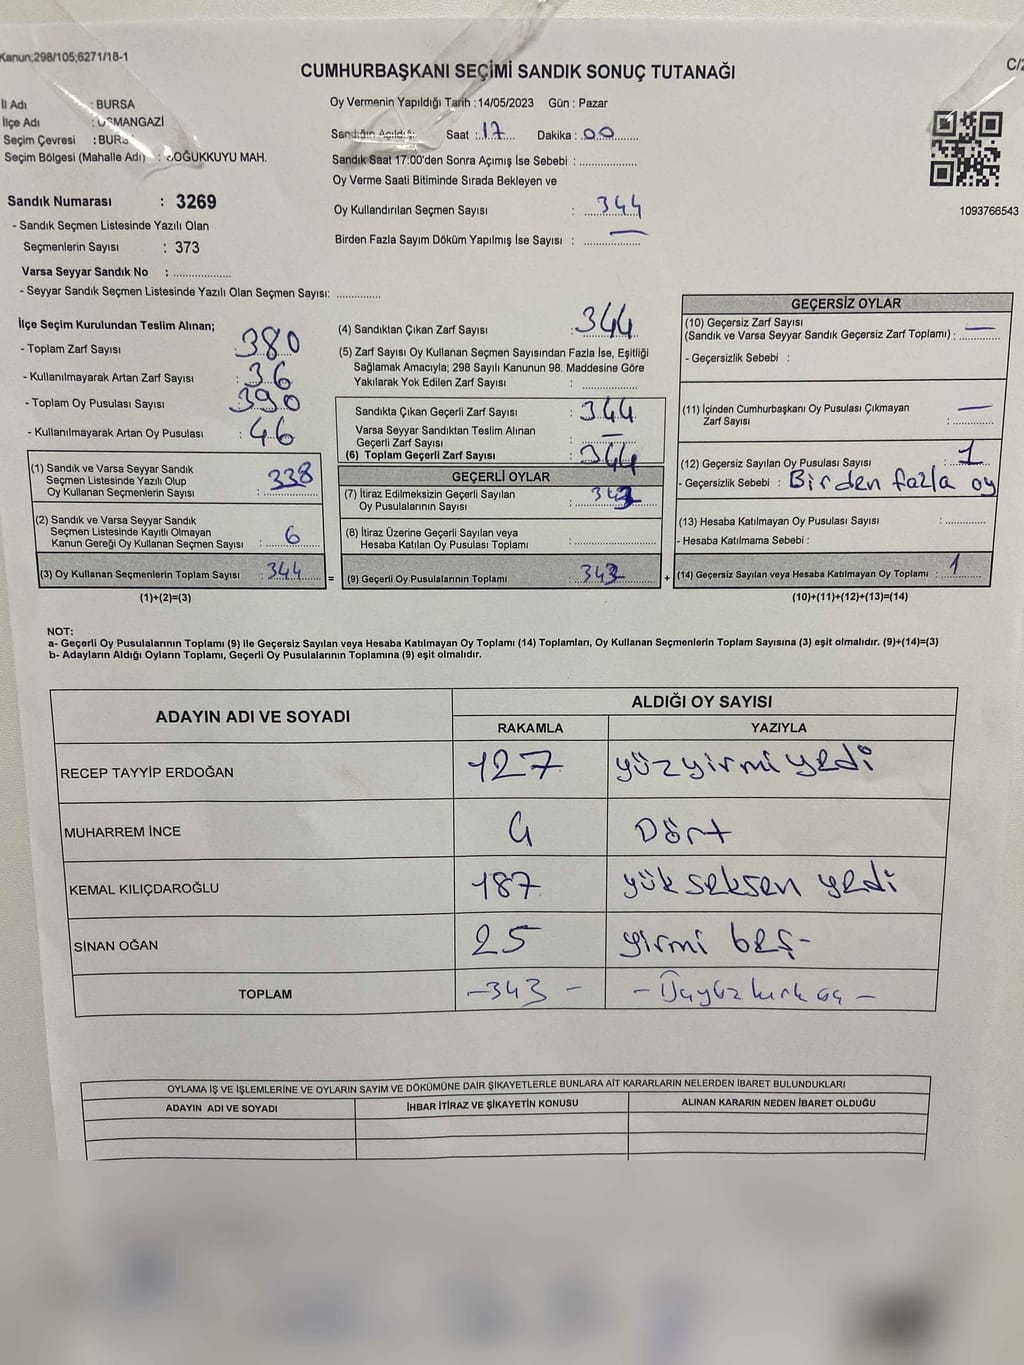 Kanun;298/105;6271/18-1
CUMHURBAŞKANI SEÇİMİ SANDIK SONUÇ TUTANAĞI
C/2
İl Adı : BURSA
İlçe Adı : OSMANGAZİ
Seçim Çevresi : BURSA
Seçim Bölgesi (Mahalle Adı) : SOĞUKKUYU MAH.
Oy Vermenin Yapıldığı Tarih :14/05/2023 Gün : Pazar
Sandığın Açıldığı: Saat : 17 Dakika : 00
Sandık Saat 17:00'den Sonra Açımış İse Sebebi :
Oy Verme Saati Bitiminde Sırada Bekleyen ve
Oy Kullandırılan Seçmen Sayısı : 344
Birden Fazla Sayım Döküm Yapılmış İse Sayısı :
1093766543
Sandık Numarası : 3269
- Sandık Seçmen Listesinde Yazılı Olan
Seçmenlerin Sayısı : 373
Varsa Seyyar Sandık No :
- Seyyar Sandık Seçmen Listesinde Yazılı Olan Seçmen Sayısı:
İlçe Seçim Kurulundan Teslim Alınan;
- Toplam Zarf Sayısı : 380
- Kullanılmayarak Artan Zarf Sayısı : 36
- Toplam Oy Pusulası Sayısı : 390
- Kullanılmayarak Artan Oy Pusulası : 46
(1) Sandık ve Varsa Seyyar Sandık
Seçmen Listesinde Yazılı Olup
Oy Kullanan Seçmenlerin Sayısı : 338
(2) Sandık ve Varsa Seyyar Sandık
Seçmen Listesinde Kayıtlı Olmayan
Kanun Gereği Oy Kullanan Seçmen Sayısı : 6
(3) Oy Kullanan Seçmenlerin Toplam Sayısı : 344
(1)+(2)=(3)
(4) Sandıktan Çıkan Zarf Sayısı : 344
(5) Zarf Sayısı Oy Kullanan Seçmen Sayısından Fazla İse, Eşitliği
Sağlamak Amacıyla; 298 Sayılı Kanunun 98. Maddesine Göre
Yakılarak Yok Edilen Zarf Sayısı :
Sandıkta Çıkan Geçerli Zarf Sayısı : 344
Varsa Seyyar Sandıktan Teslim Alınan
Geçerli Zarf Sayısı : —
(6) Toplam Geçerli Zarf Sayısı : 344
GEÇERLİ OYLAR
(7) İtiraz Edilmeksizin Geçerli Sayılan
Oy Pusulalarının Sayısı : 343
(8) İtiraz Üzerine Geçerli Sayılan veya
Hesaba Katılan Oy Pusulası Toplamı :
= (9) Geçerli Oy Pusulalarının Toplamı : 343 +
GEÇERSİZ OYLAR
(10) Geçersiz Zarf Sayısı
(Sandık ve Varsa Seyyar Sandık Geçersiz Zarf Toplamı) : —
- Geçersizlik Sebebi :
(11) İçinden Cumhurbaşkanı Oy Pusulası Çıkmayan
Zarf Sayısı : —
(12) Geçersiz Sayılan Oy Pusulası Sayısı : 1
- Geçersizlik Sebebi : Birden fazla oy
(13) Hesaba Katılmayan Oy Pusulası Sayısı :
- Hesaba Katılmama Sebebi :
(14) Geçersiz Sayılan veya Hesaba Katılmayan Oy Toplamı : 1
(10)+(11)+(12)+(13)=(14)
NOT:
a- Geçerli Oy Pusulalarının Toplamı (9) ile Geçersiz Sayılan veya Hesaba Katılmayan Oy Toplamı (14) Toplamları, Oy Kullanan Seçmenlerin Toplam Sayısına (3) eşit olmalıdır. (9)+(14)=(3)
b- Adayların Aldığı Oyların Toplamı, Geçerli Oy Pusulalarının Toplamına (9) eşit olmalıdır.
ADAYIN ADI VE SOYADI ALDIĞI OY SAYISI
RAKAMLA YAZIYLA
RECEP TAYYİP ERDOĞAN 127 yüzyirmi yedi
MUHARREM İNCE 4 Dört
KEMAL KILIÇDAROĞLU 187 yük seksen yedi
SİNAN OĞAN 25 yirmi beş-
TOPLAM -343- - Üçyüz kırk üç -
OYLAMA İŞ VE İŞLEMLERİNE VE OYLARIN SAYIM VE DÖKÜMÜNE DAİR ŞİKAYETLERLE BUNLARA AİT KARARLARIN NELERDEN İBARET BULUNDUKLARI
ADAYIN ADI VE SOYADI İHBAR İTİRAZ VE ŞİKAYETİN KONUSU ALINAN KARARIN NEDEN İBARET OLDUĞU